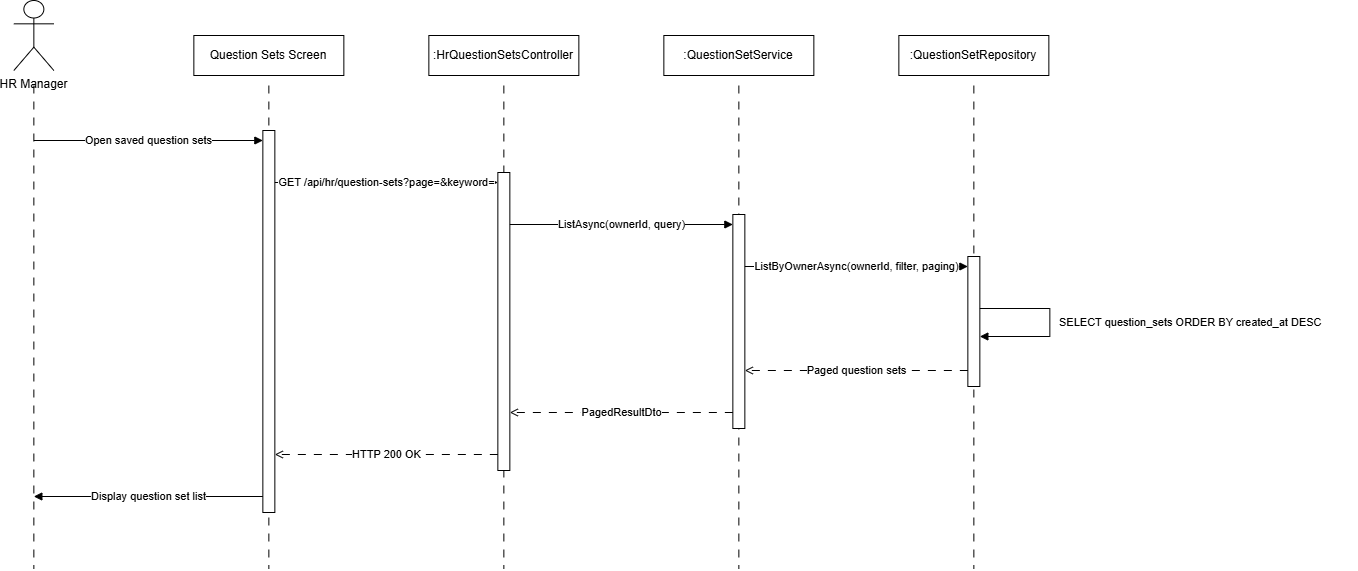 HR Manager
Question Sets Screen
:HrQuestionSetsController
:QuestionSetService
:QuestionSetRepository
Open saved question sets
GET /api/hr/question-sets?page=&keyword=
ListAsync(ownerId, query)
ListByOwnerAsync(ownerId, filter, paging)
SELECT question_sets ORDER BY created_at DESC
Paged question sets
PagedResultDto
HTTP 200 OK
Display question set list